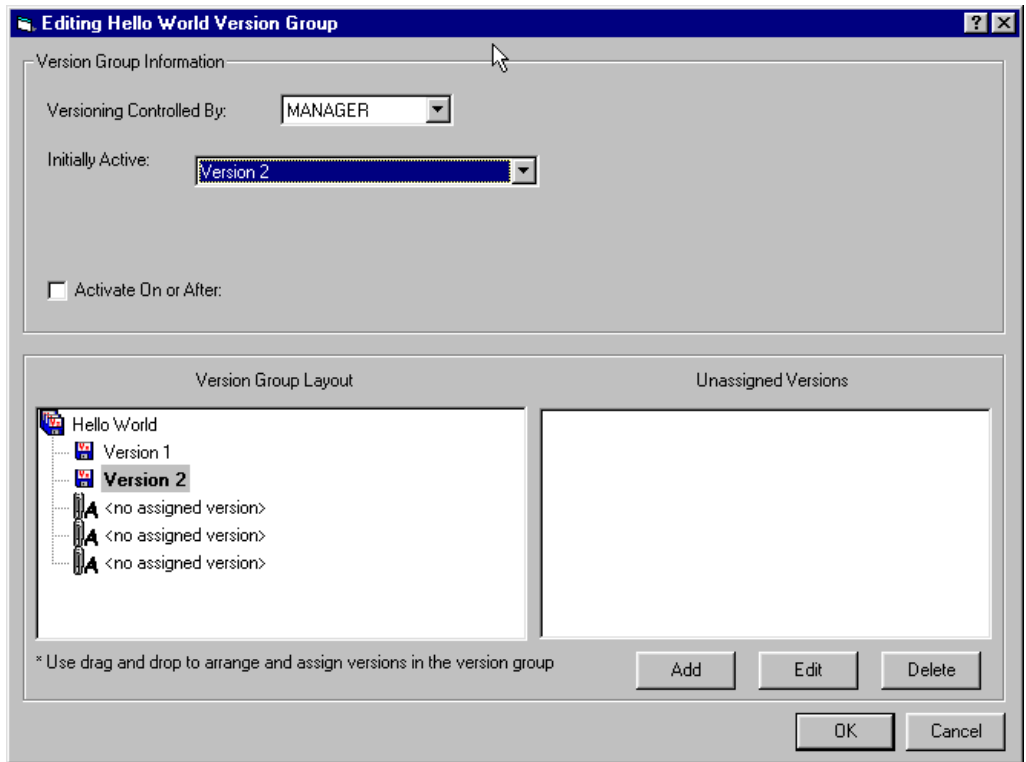 Editing Hello World Version Group
Version Group Information
Versioning Controlled By: MANAGER
Initially Active: Version 2
Activate On or After:
Version Group Layout
Unassigned Versions
Hello World
Version 1
Version 2
<no assigned version>
<no assigned version>
<no assigned version>
* Use drag and drop to arrange and assign versions in the version group
Add Edit Delete
OK Cancel